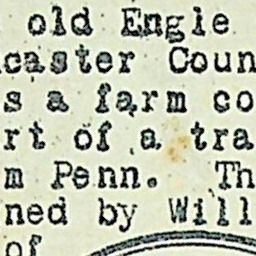 old Engle
caster Coun
s a farm co
rt of a tra
m Penn. Th
ned by Will
of